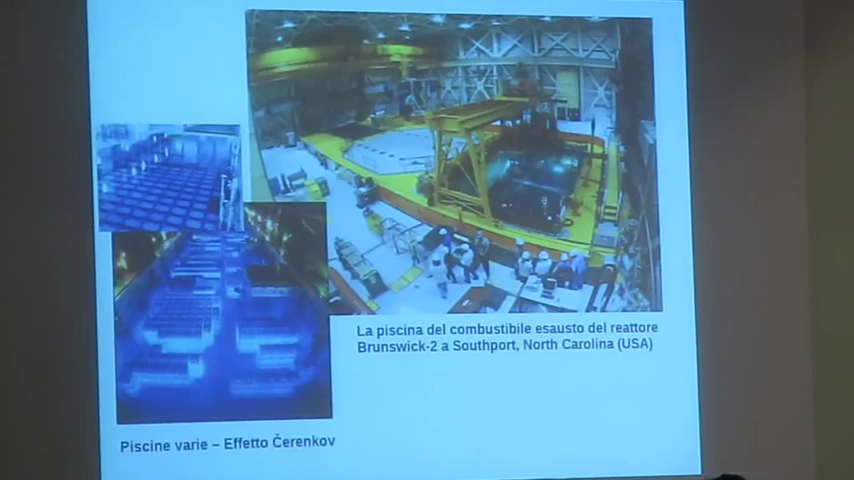 La piscina del combustibile esausto del reattore
Brunswick-2 a Southport, North Carolina (USA)
Piscine varie – Effetto Čerenkov